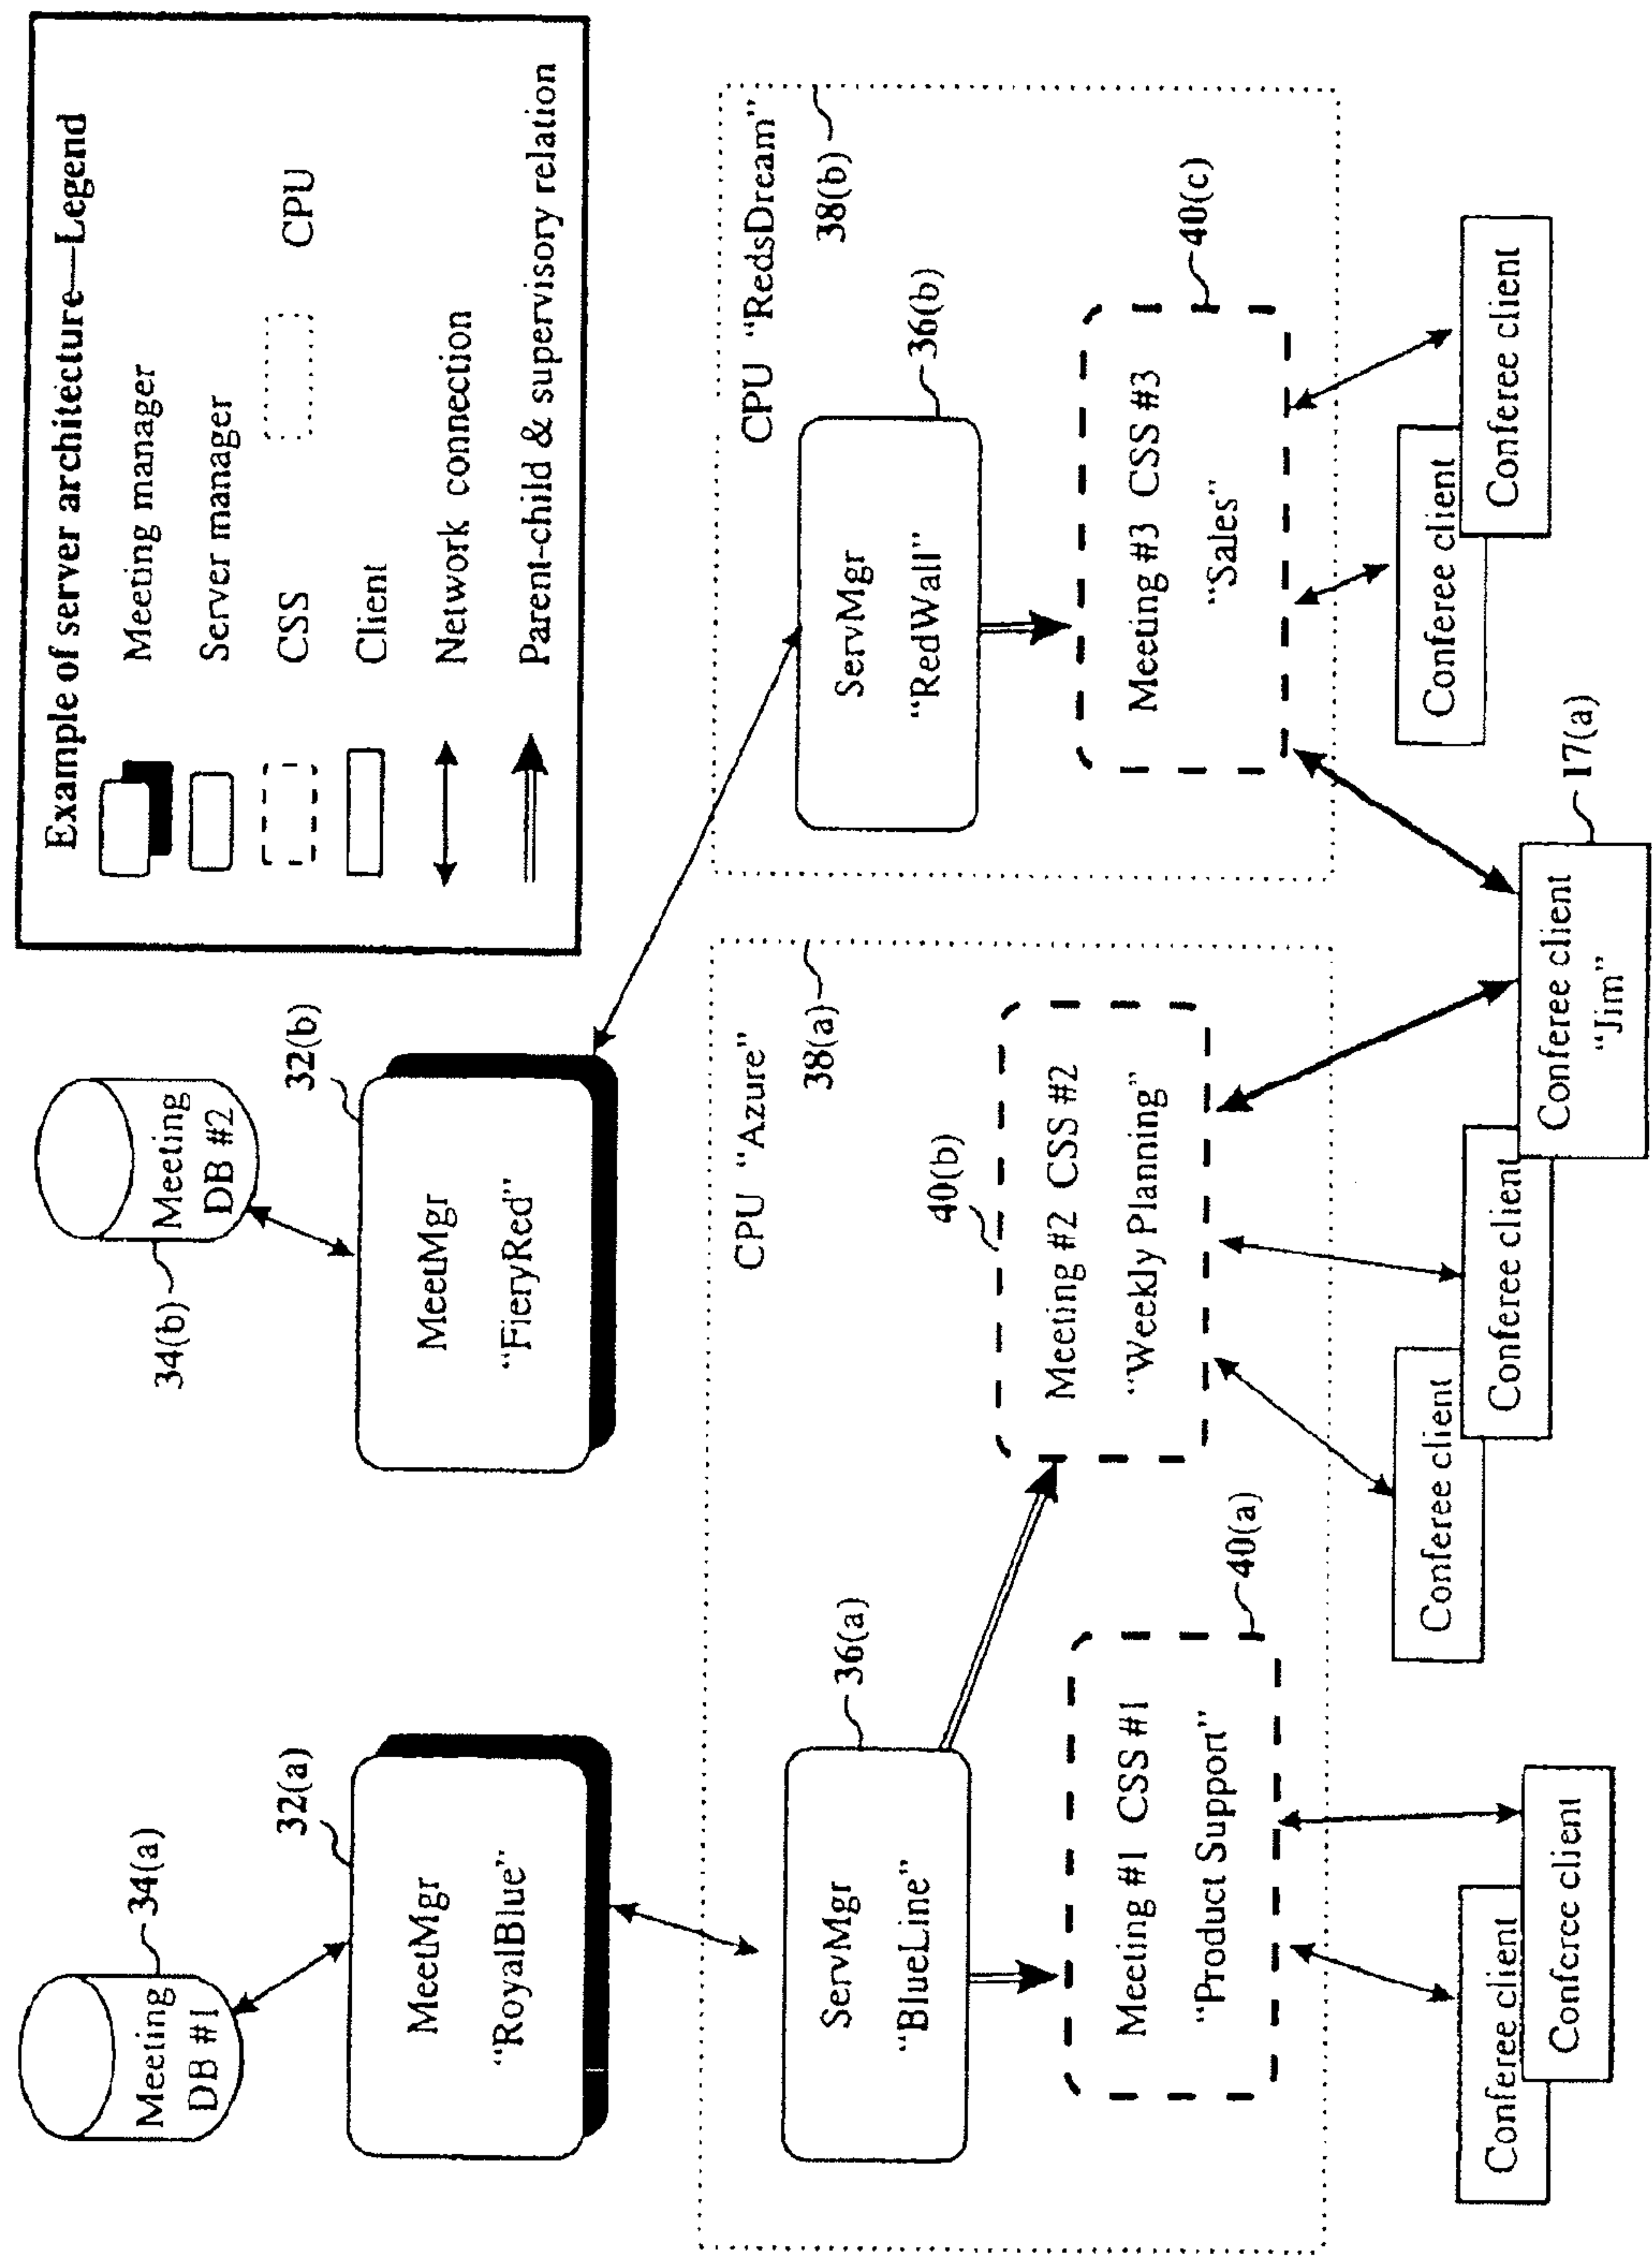 Example of server architecture—Legend
Meeting manager
Server manager
CSS
CPU
Client
Network connection
Parent-child & supervisory relation
34(a)
Meeting
DB #1
32(a)
MeetMgr
“RoyalBlue”
34(b)
Meeting
DB #2
32(b)
MeetMgr
“FieryRed”
CPU “Azure”
38(a)
ServMgr
“BlueLine”
36(a)
Meeting #1 CSS #1
“Product Support”
40(a)
40(b)
Meeting #2 CSS #2
“Weekly Planning”
CPU “RedsDream”
38(b)
ServMgr
“RedWall”
36(b)
Meeting #3 CSS #3
“Sales”
40(c)
Conferee client
Conferee client
Conferee client
Conferee client
Conferee client
“Jim”
17(a)
Conferee client
Conferee client